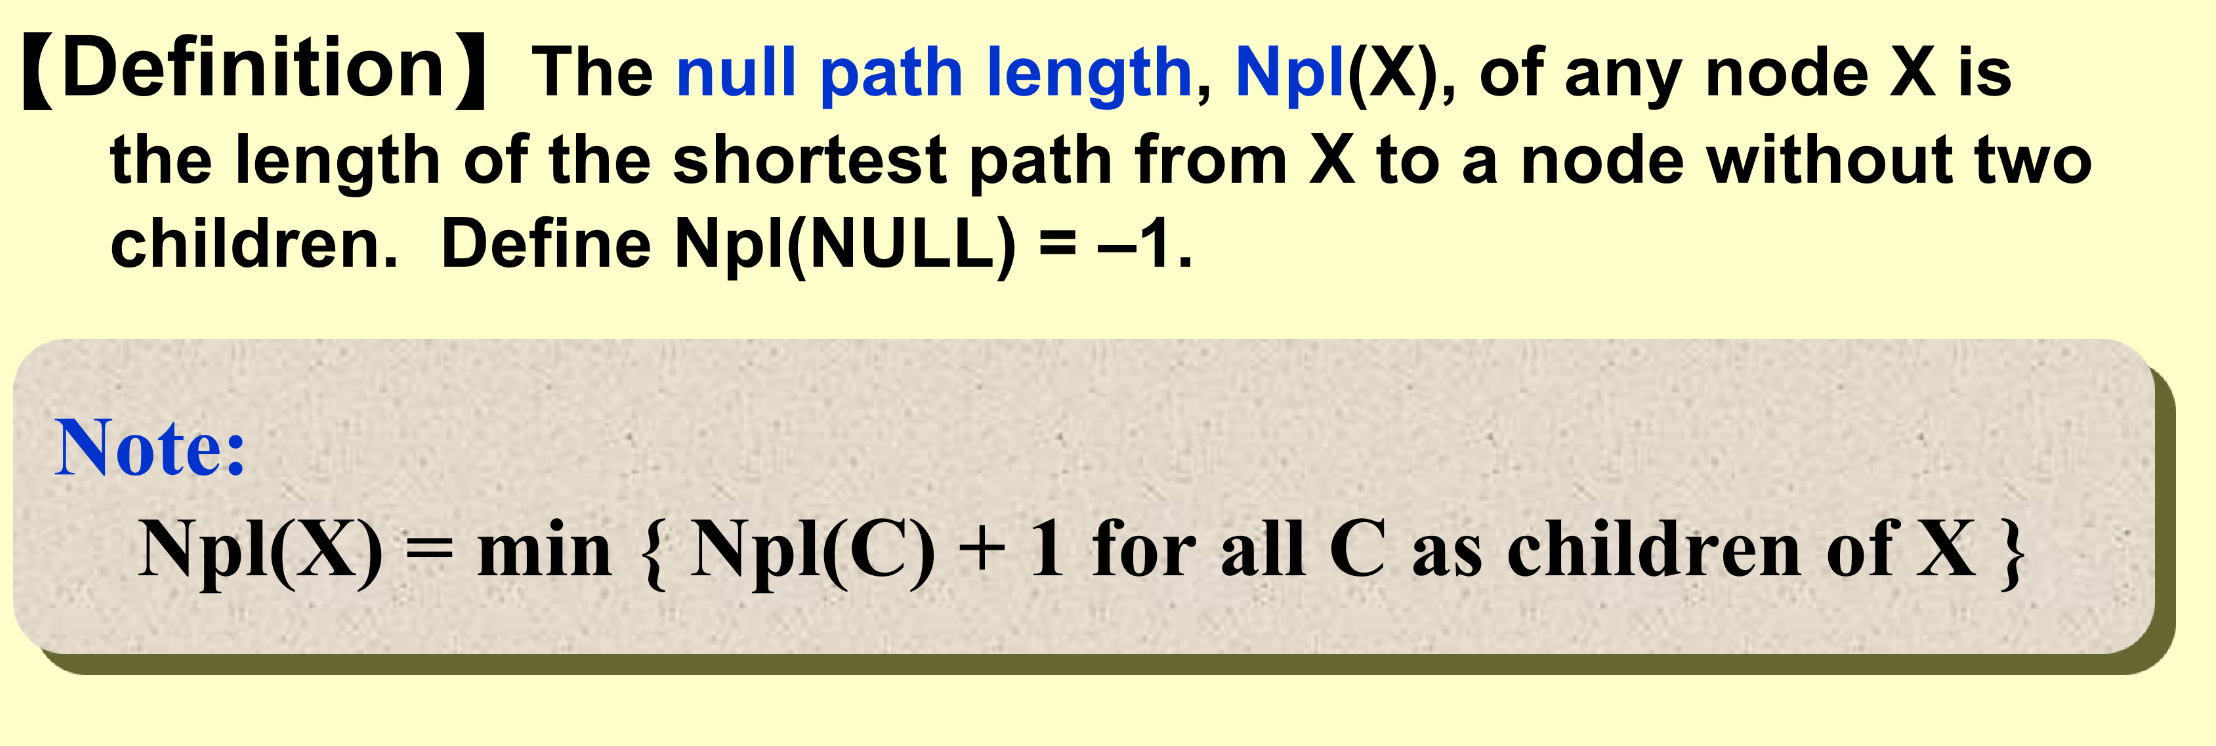 【Definition】The null path length, Npl(X), of any node X is
the length of the shortest path from X to a node without two
children. Define Npl(NULL) = –1.
Note:
Npl(X) = min { Npl(C) + 1 for all C as children of X }